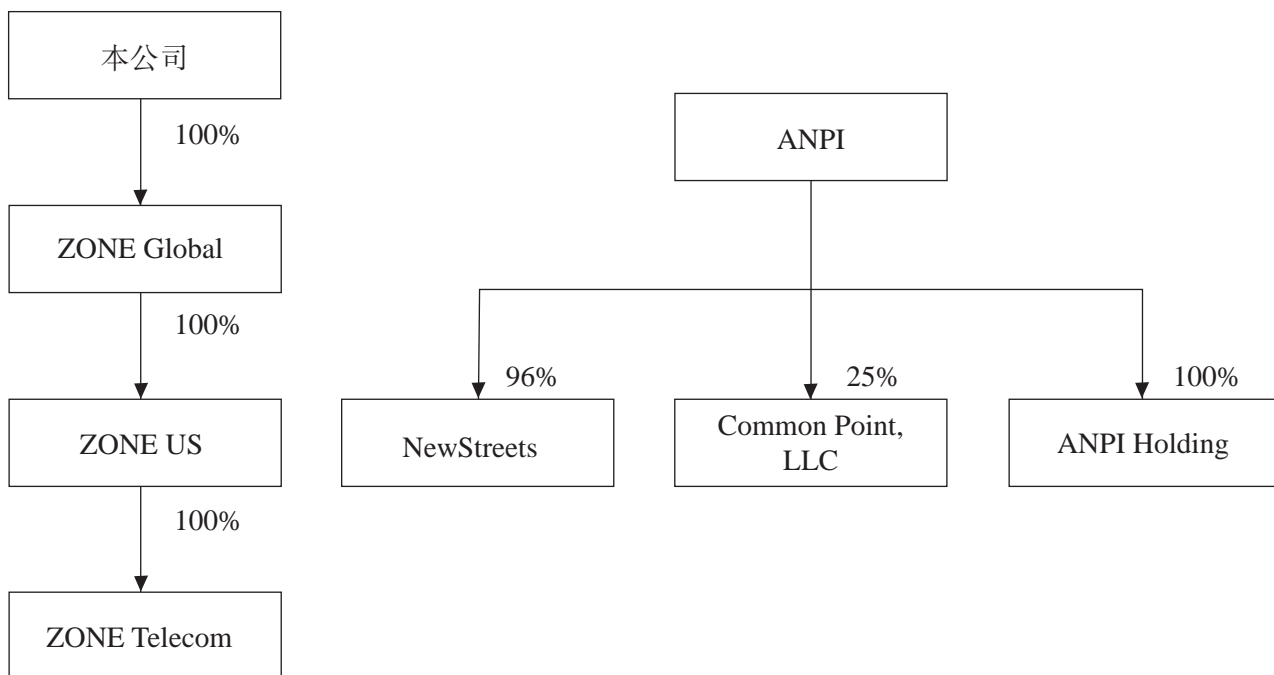 本公司
100%
ZONE Global
100%
ZONE US
100%
ZONE Telecom
ANPI
96%
NewStreets
25%
Common Point,
LLC
100%
ANPI Holding